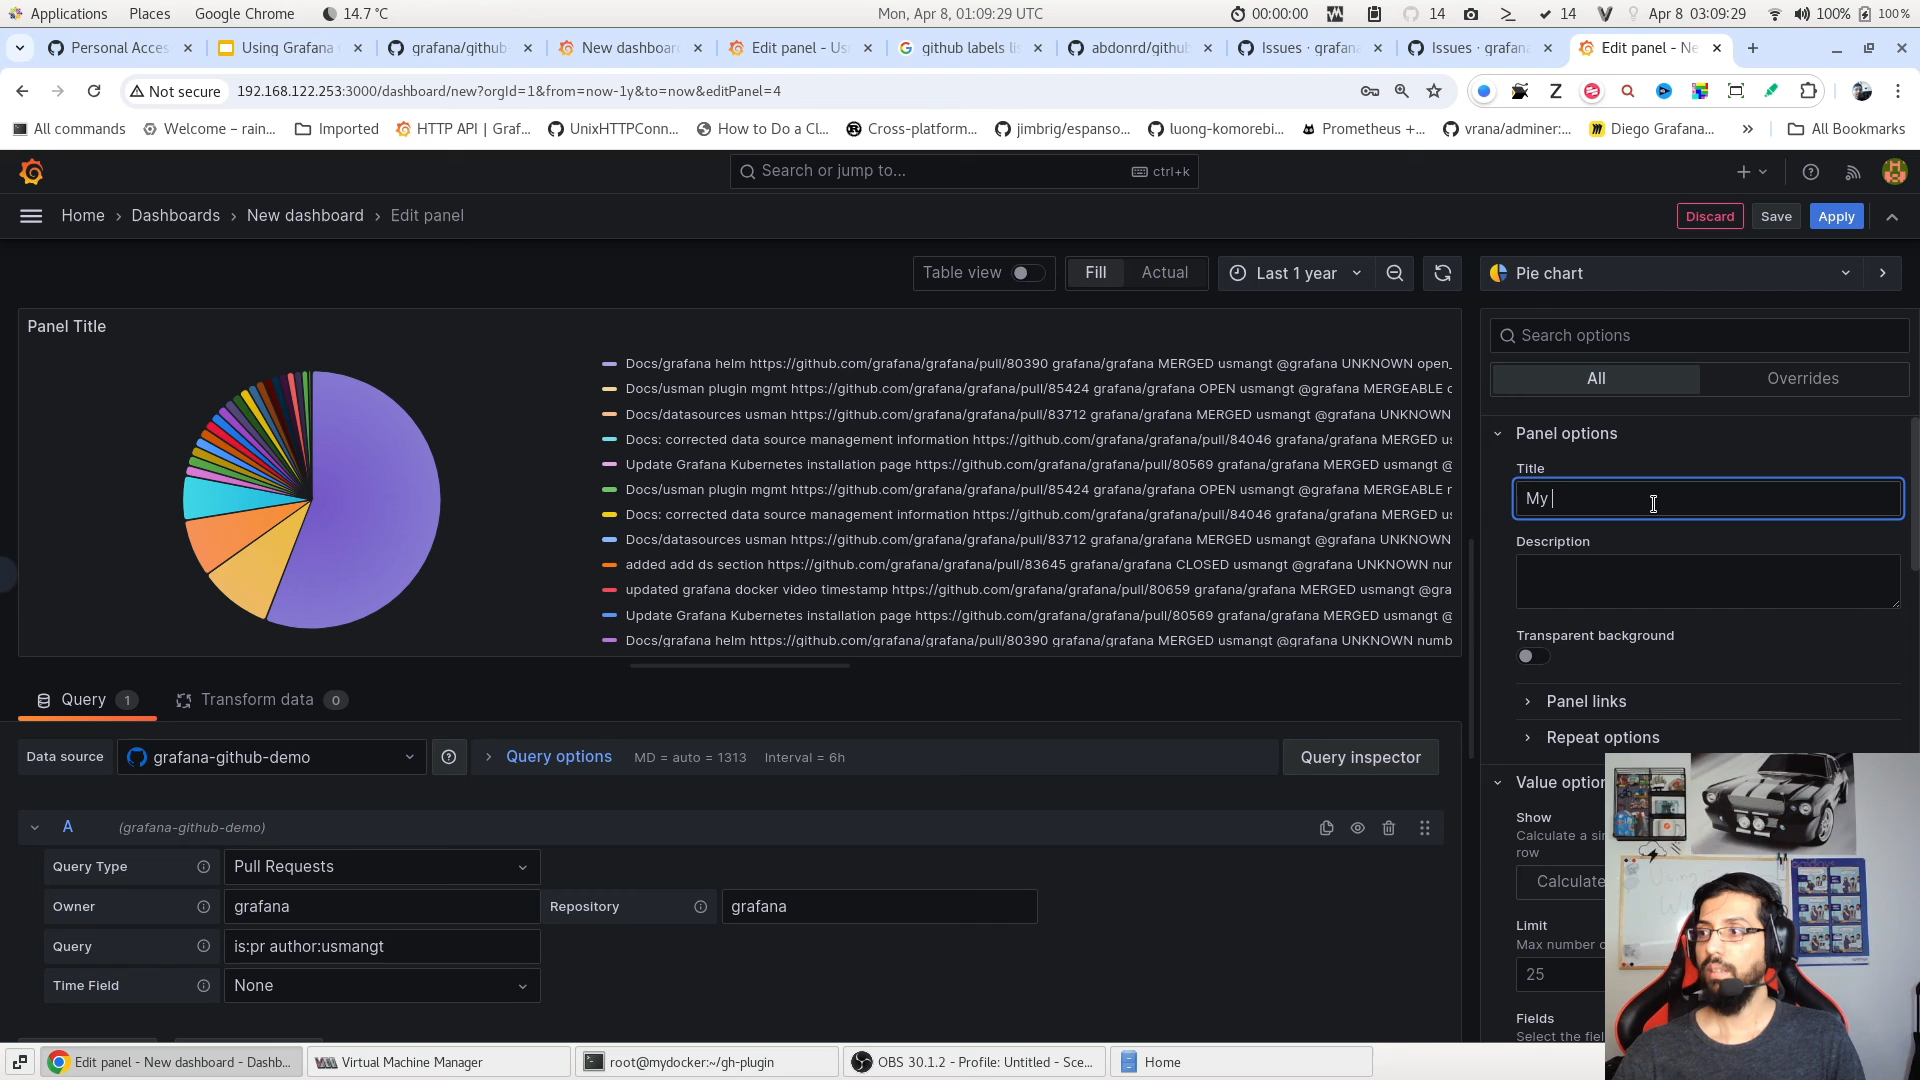 Applications Places Google Chrome 14.7 °C Mon, Apr 8, 01:09:29 UTC 00:00:00 14 14 Apr 8 03:09:29 100% 100%
Personal Acces Using Grafana grafana/github New dashboard Edit panel - Us github labels li abdonrd/github Issues · grafana Issues · grafana Edit panel - Ne
Not secure 192.168.122.253:3000/dashboard/new?orgId=1&from=now-1y&to=now&editPanel=4
All commands Welcome – rain... Imported HTTP API | Graf... UnixHTTPConn... How to Do a Cl... Cross-platform... jimbrig/espanso... luong-komorebi... Prometheus +... vrana/adminer:... Diego Grafana... All Bookmarks
Search or jump to... ctrl+k
Home › Dashboards › New dashboard › Edit panel Discard Save Apply
Table view Fill Actual Last 1 year Pie chart
Panel Title
Search options
All Overrides
Docs/grafana helm https://github.com/grafana/grafana/pull/80390 grafana/grafana MERGED usmangt @grafana UNKNOWN open_
Docs/usman plugin mgmt https://github.com/grafana/grafana/pull/85424 grafana/grafana OPEN usmangt @grafana MERGEABLE
Docs/datasources usman https://github.com/grafana/grafana/pull/83712 grafana/grafana MERGED usmangt @grafana UNKNOWN
Docs: corrected data source management information https://github.com/grafana/grafana/pull/84046 grafana/grafana MERGED us
Update Grafana Kubernetes installation page https://github.com/grafana/grafana/pull/80569 grafana/grafana MERGED usmangt @
Docs/usman plugin mgmt https://github.com/grafana/grafana/pull/85424 grafana/grafana OPEN usmangt @grafana MERGEABLE
Docs: corrected data source management information https://github.com/grafana/grafana/pull/84046 grafana/grafana MERGED us
Docs/datasources usman https://github.com/grafana/grafana/pull/83712 grafana/grafana MERGED usmangt @grafana UNKNOWN
added add ds section https://github.com/grafana/grafana/pull/83645 grafana/grafana CLOSED usmangt @grafana UNKNOWN nur
updated grafana docker video timestamp https://github.com/grafana/grafana/pull/80659 grafana/grafana MERGED usmangt @gra
Update Grafana Kubernetes installation page https://github.com/grafana/grafana/pull/80569 grafana/grafana MERGED usmangt @
Docs/grafana helm https://github.com/grafana/grafana/pull/80390 grafana/grafana MERGED usmangt @grafana UNKNOWN numb
Panel options
Title
My
Description
Transparent background
Panel links
Repeat options
Query 1 Transform data 0
Data source grafana-github-demo Query options MD = auto = 1313 Interval = 6h Query inspector
A (grafana-github-demo)
Query Type Pull Requests
Owner grafana Repository grafana
Query is:pr author:usmangt
Time Field None
Value option
Show
Calculate a si
row
Calculate
Limit
Max number
25
Fields
Select the fiel
Edit panel - New dashboard - Dashb... Virtual Machine Manager root@mydocker:~/gh-plugin OBS 30.1.2 - Profile: Untitled - Sce... Home